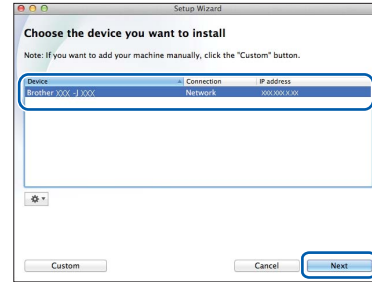 Setup Wizard
Choose the device you want to install
Note: If you want to add your machine manually, click the "Custom" button.
Device Connection IP address
Brother XXX -J XXX Network XXX.XXX.X.XX
Custom Cancel Next